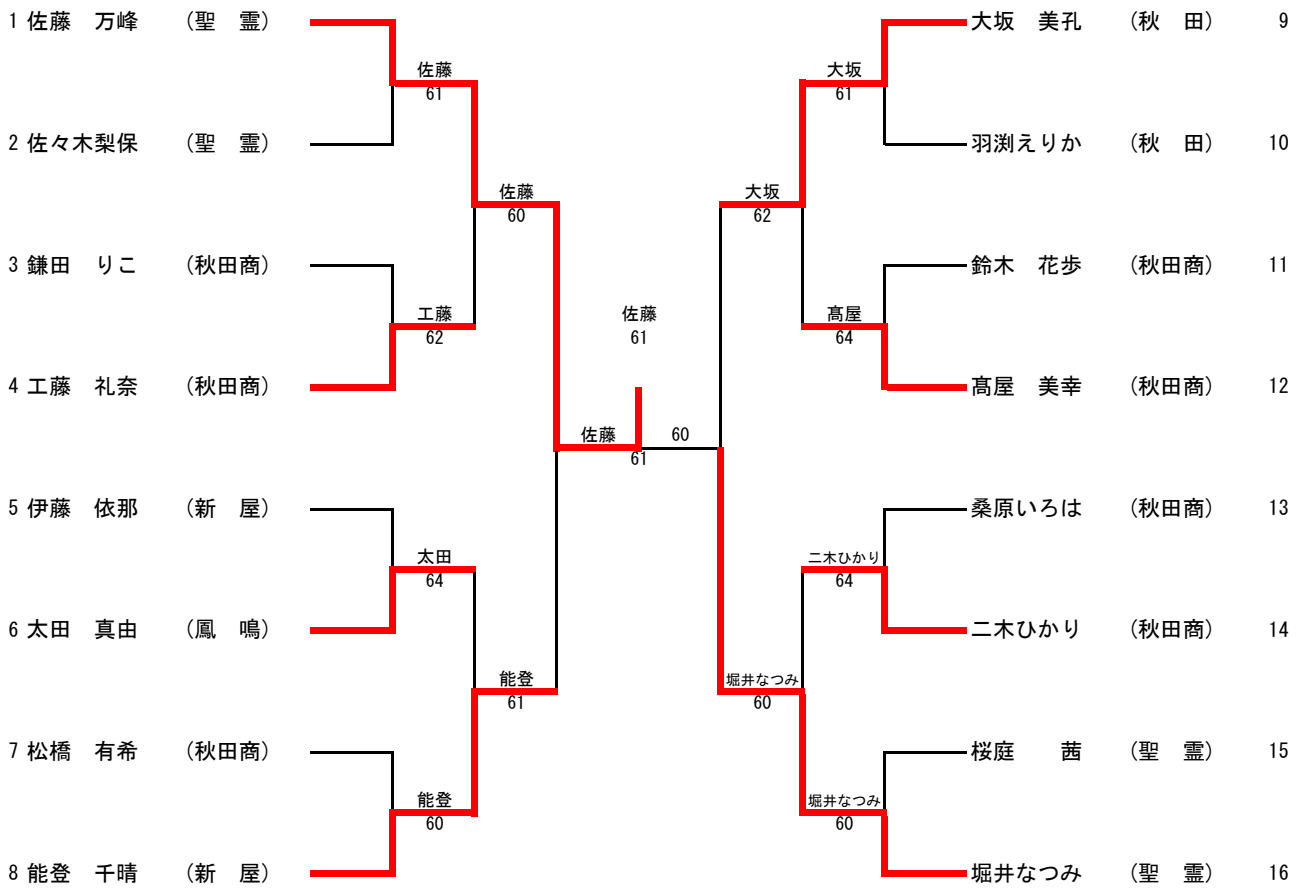 1 佐藤　万峰　（聖　霊）
大坂　美孔　（秋　田）　9
佐藤
61
大坂
61
2 佐々木梨保　（聖　霊）
羽渕えりか　（秋　田）　10
佐藤
60
大坂
62
3 鎌田　りこ　（秋田商）
鈴木　花歩　（秋田商）　11
工藤
62
佐藤
61
髙屋
64
4 工藤　礼奈　（秋田商）
髙屋　美幸　（秋田商）　12
佐藤
61
60
5 伊藤　依那　（新　屋）
桑原いろは　（秋田商）　13
太田
64
二木ひかり
64
6 太田　真由　（鳳　鳴）
二木ひかり　（秋田商）　14
能登
61
堀井なつみ
60
7 松橋　有希　（秋田商）
桜庭　　茜　（聖　霊）　15
能登
60
堀井なつみ
60
8 能登　千晴　（新　屋）
堀井なつみ　（聖　霊）　16